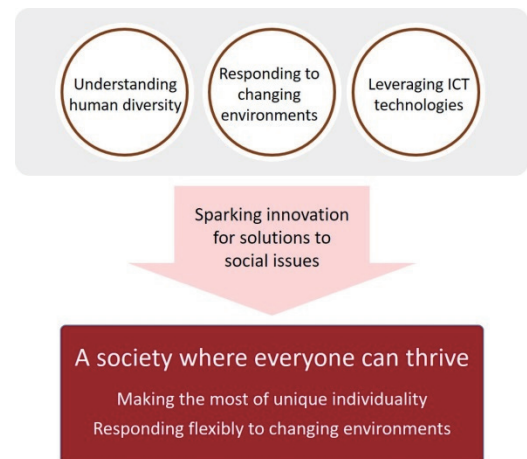 Understanding
human diversity
Responding to
changing
environments
Leveraging ICT
technologies
Sparking innovation
for solutions to
social issues
A society where everyone can thrive
Making the most of unique individuality
Responding flexibly to changing environments